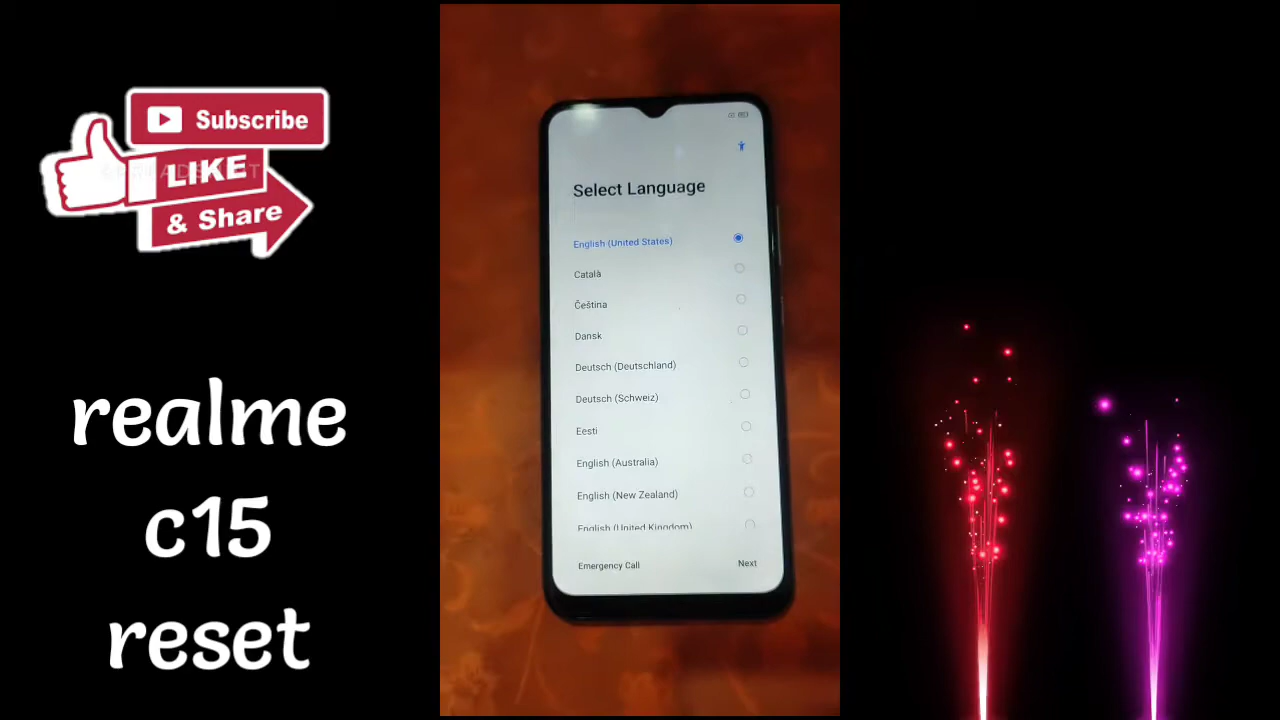 Subscribe
LIKE
& Share
realme
c15
reset
Select Language
English (United States)
Català
Čeština
Dansk
Deutsch (Deutschland)
Deutsch (Schweiz)
Eesti
English (Australia)
English (New Zealand)
English (United Kingdom)
Emergency Call
Next